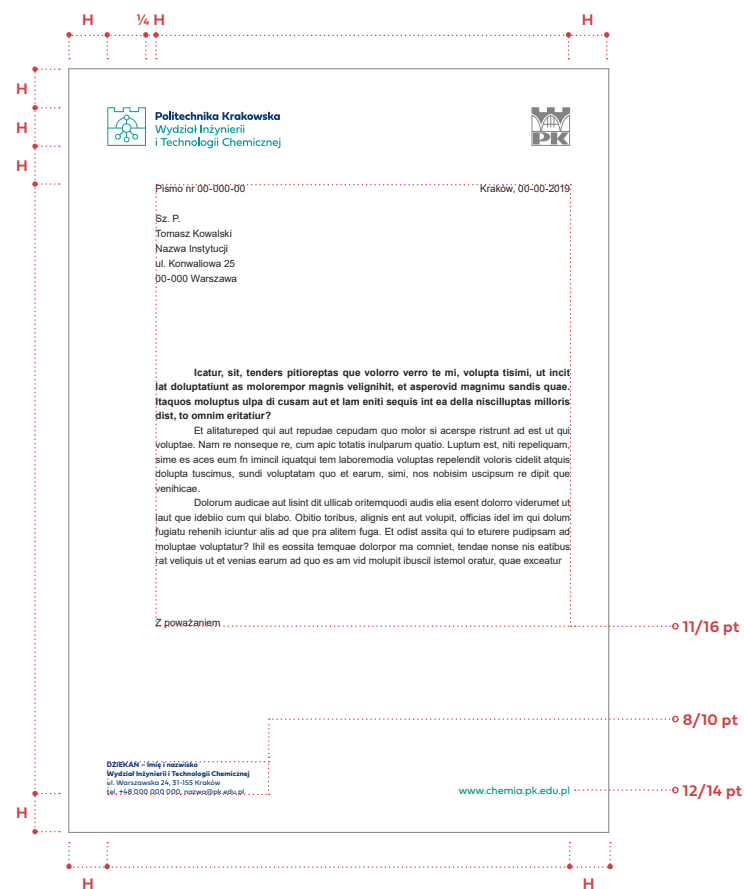 H
¼ H
H
H
H
H
Politechnika Krakowska
Wydział Inżynierii
i Technologii Chemicznej
PK
Pismo nr 00-000-00
Kraków, 00-00-2019
Sz. P.
Tomasz Kowalski
Nazwa Instytucji
ul. Konwaliowa 25
00-000 Warszawa
Icatur, sit, tenders pitioreptas que volorro verro te mi, volupta tisimi, ut incit
lat doluptatiunt as molorempor magnis velignihit, et asperovid magnimu sandis quae.
Itaquos moluptus ulpa di cusam aut et lam eniti sequis int ea della niscilluptas milloris
dist, to omnim eritatiur?
Et alitatureped qui aut repudae cepudam quo molor si acerspe ristrunt ad est ut qui
voluptae. Nam re nonseque re, cum apic totatis inulparum quatio. Luptum est, niti repeliquam,
sime es aces eum fn imincil iquatqui tem laboremodia voluptas repelendit voloris cidelit atquis
dolupta tuscimus, sundi voluptatam quo et earum, simi, nos nobisim uscipsum re dipit que
venihicae.
Dolorum audicae aut lisint dit ullicab oritemquodi audis elia esent dolorro viderumet ut
laut que idebiio cum qui blabo. Obitio toribus, alignis ent aut volupit, officias idel im qui dolum
fugiatu rehenih iciuntur alis ad que pra alitem fuga. Et odist assita qui to eturere pudipsam ad
moluptae voluptatur? Ihil es eossita temquae dolorpor ma comniet, tendae nonse nis eatibus
rat veliquis ut et venias earum ad quo es am vid molupit ibuscil istemol oratur, quae exceatur
Z poważaniem
11/16 pt
8/10 pt
DZIEKAN – Imię i nazwisko
Wydział Inżynierii i Technologii Chemicznej
ul. Warszawska 24, 31-155 Kraków
tel. +48 000 000 000, nazwa@pk.edu.pl
www.chemia.pk.edu.pl
12/14 pt
H
H
H